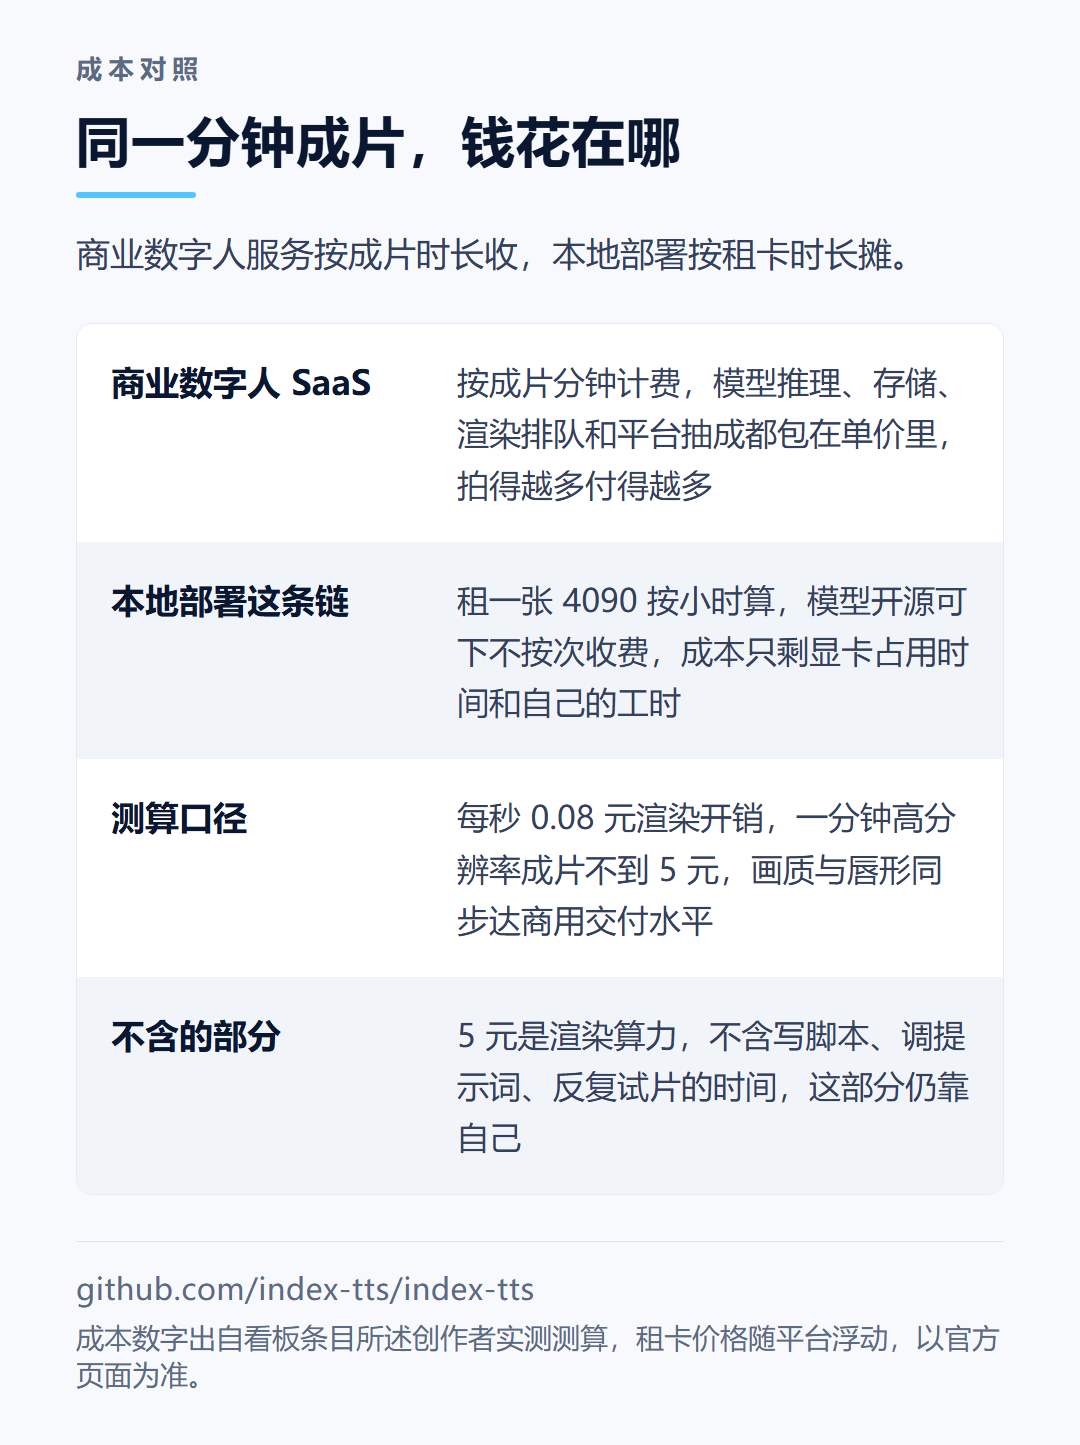 成本对照
同一分钟成片，钱花在哪
商业数字人服务按成片时长收，本地部署按租卡时长摊。
商业数字人 SaaS
按成片分钟计费，模型推理、存储、
渲染排队和平台抽成都包在单价里，
拍得越多付得越多
本地部署这条链
租一张 4090 按小时算，模型开源可
下不按次收费，成本只剩显卡占用时
间和自己的工时
测算口径
每秒 0.08 元渲染开销，一分钟高分
辨率成片不到 5 元，画质与唇形同
步达商用交付水平
不含的部分
5 元是渲染算力，不含写脚本、调提
示词、反复试片的时间，这部分仍靠
自己
github.com/index-tts/index-tts
成本数字出自看板条目所述创作者实测测算，租卡价格随平台浮动，以官方
页面为准。